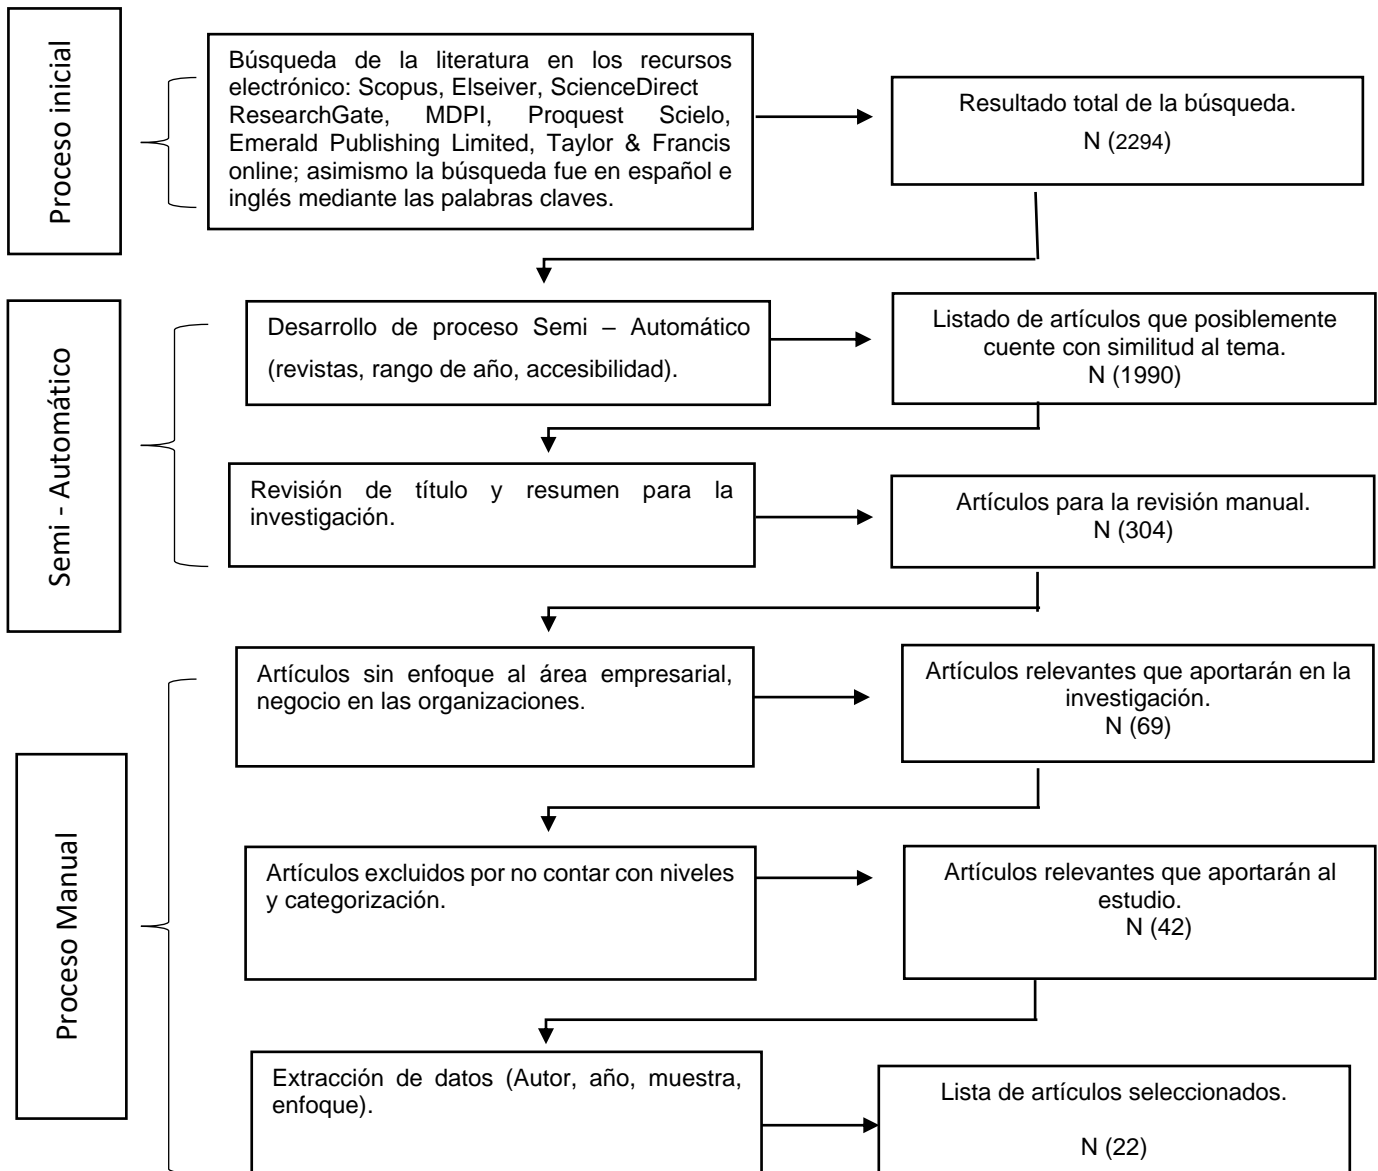 Proceso inicial
Búsqueda de la literatura en los recursos
electrónico: Scopus, Elseiver, ScienceDirect
ResearchGate, MDPI, Proquest Scielo,
Emerald Publishing Limited, Taylor & Francis
online; asimismo la búsqueda fue en español e
inglés mediante las palabras claves.
Resultado total de la búsqueda.
N (2294)
Semi - Automático
Desarrollo de proceso Semi – Automático
(revistas, rango de año, accesibilidad).
Listado de artículos que posiblemente
cuente con similitud al tema.
N (1990)
Revisión de título y resumen para la
investigación.
Artículos para la revisión manual.
N (304)
Proceso Manual
Artículos sin enfoque al área empresarial,
negocio en las organizaciones.
Artículos relevantes que aportarán en la
investigación.
N (69)
Artículos excluidos por no contar con niveles
y categorización.
Artículos relevantes que aportarán al
estudio.
N (42)
Extracción de datos (Autor, año, muestra,
enfoque).
Lista de artículos seleccionados.
N (22)